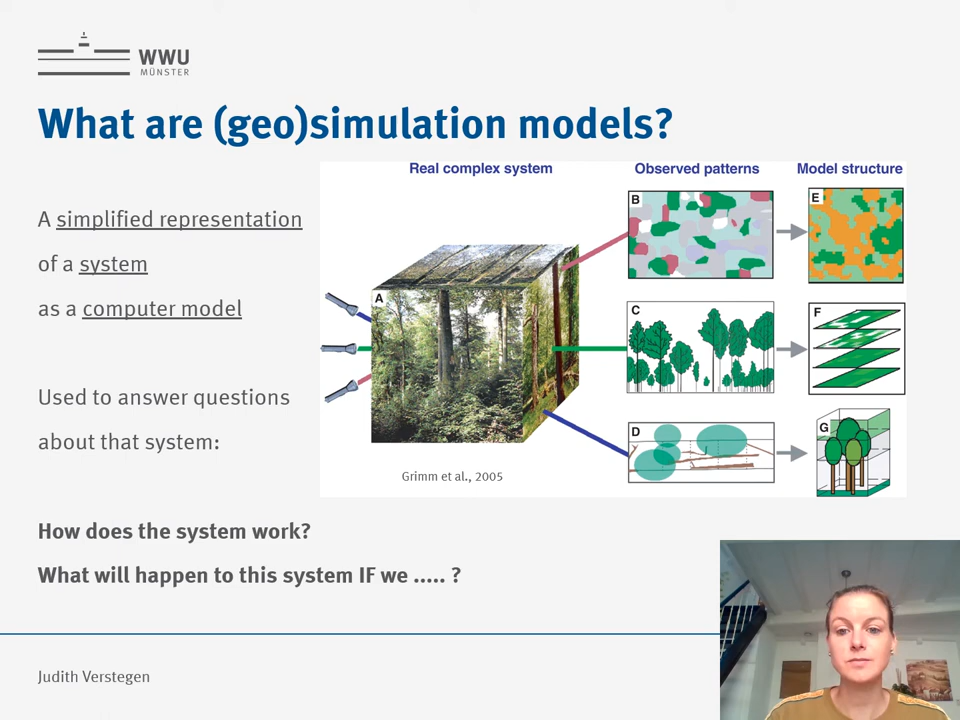 WWU
MÜNSTER
What are (geo)simulation models?
A simplified representation
of a system
as a computer model
Used to answer questions
about that system:
How does the system work?
What will happen to this system IF we ..... ?
Real complex system
Observed patterns
Model structure
A
B
E
C
F
D
G
Grimm et al., 2005
Judith Verstegen